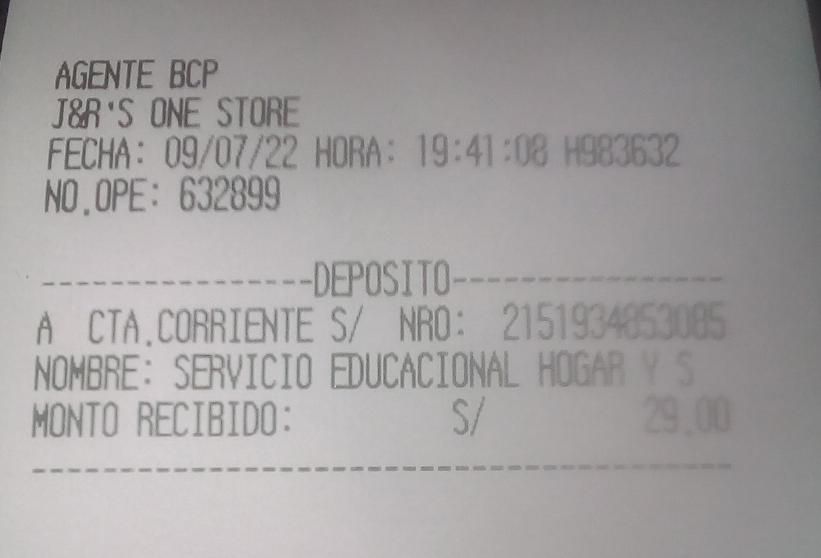 AGENTE BCP
J&R'S ONE STORE
FECHA: 09/07/22 HORA: 19:41:08 H983632
NO.OPE: 632899
----------------DEPOSITO----------------
A CTA.CORRIENTE S/ NRO: 2151934853085
NOMBRE: SERVICIO EDUCACIONAL HOGAR Y S
MONTO RECIBIDO: S/ 29.00